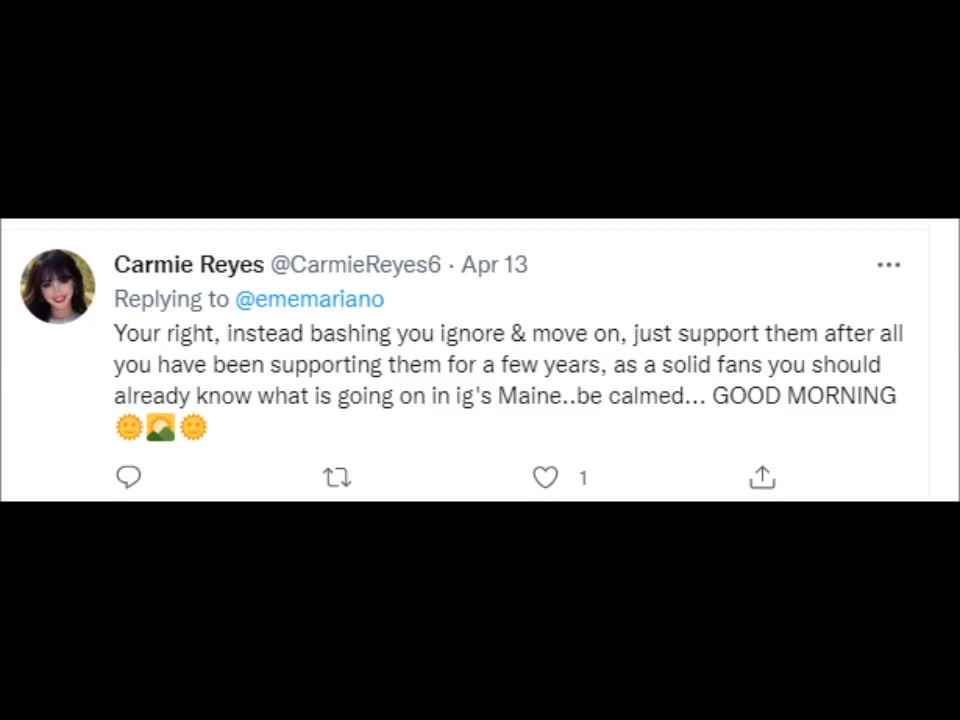 Carmie Reyes @CarmieReyes6 · Apr 13
Replying to @ememariano
Your right, instead bashing you ignore & move on, just support them after all
you have been supporting them for a few years, as a solid fans you should
already know what is going on in ig's Maine..be calmed... GOOD MORNING
🌞🌄🌞
1